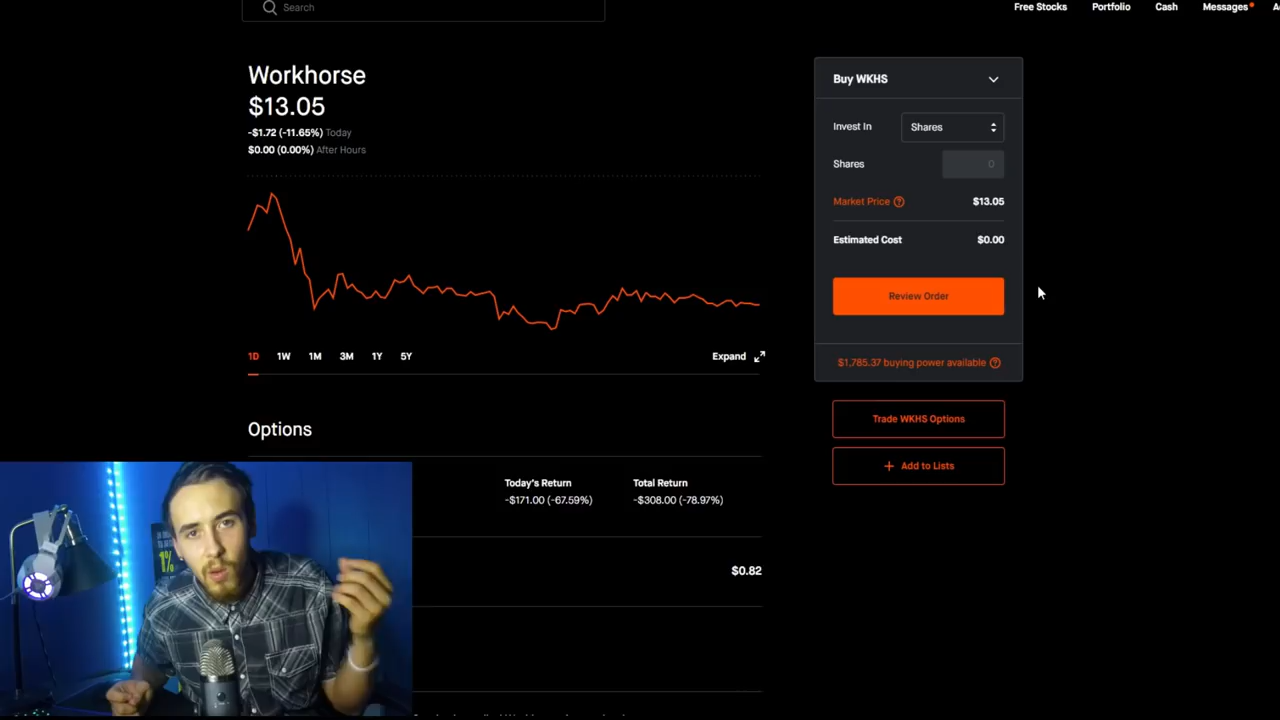 Search
Free Stocks
Portfolio
Cash
Messages
Workhorse
$13.05
-$1.72 (-11.65%) Today
$0.00 (0.00%) After Hours
1D 1W 1M 3M 1Y 5Y
Expand
Options
Today's Return
Total Return
-$171.00 (-67.59%)
-$308.00 (-78.97%)
$0.82
Buy WKHS
Invest In
Shares
Shares
0
Market Price
$13.05
Estimated Cost
$0.00
Review Order
$1,785.37 buying power available
Trade WKHS Options
+ Add to Lists
1%